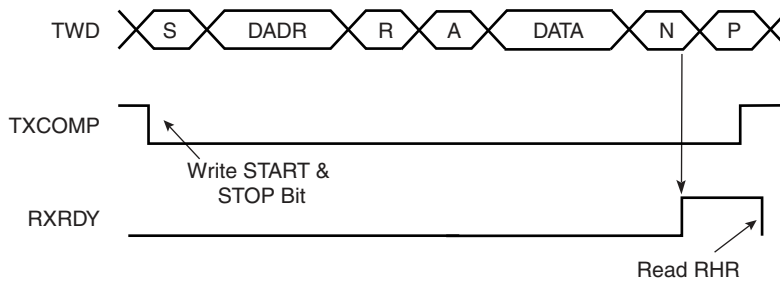 TWD S DADR R A DATA N P
TXCOMP
Write START &
STOP Bit
RXRDY
Read RHR